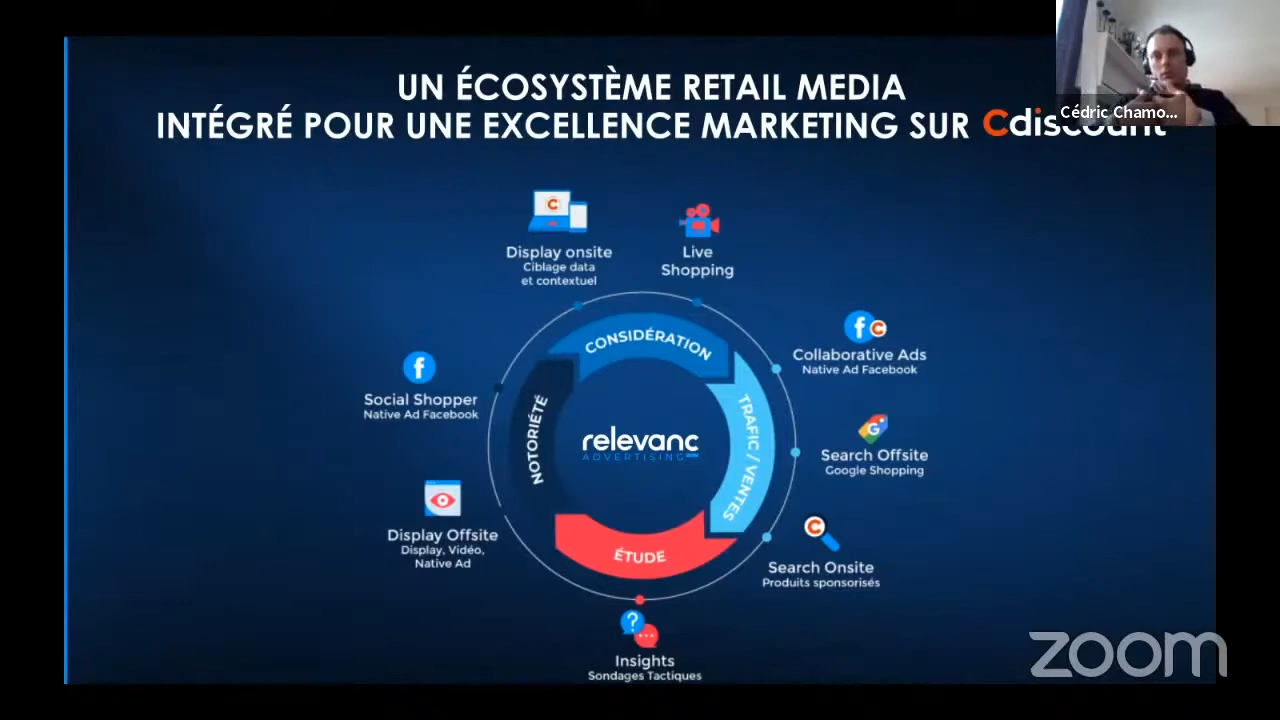 UN ÉCOSYSTÈME RETAIL MEDIA
INTÉGRÉ POUR UNE EXCELLENCE MARKETING SUR Cdiscount
Cédric Chamo...
Display onsite
Ciblage data
et contextuel
Live
Shopping
Collaborative Ads
Native Ad Facebook
Social Shopper
Native Ad Facebook
Search Offsite
Google Shopping
Display Offsite
Display, Vidéo,
Native Ad
Search Onsite
Produits sponsorisés
Insights
Sondages Tactiques
CONSIDÉRATION
TRAFIC / VENTES
ÉTUDE
NOTORIÉTÉ
relevanc
ADVERTISING
zoom